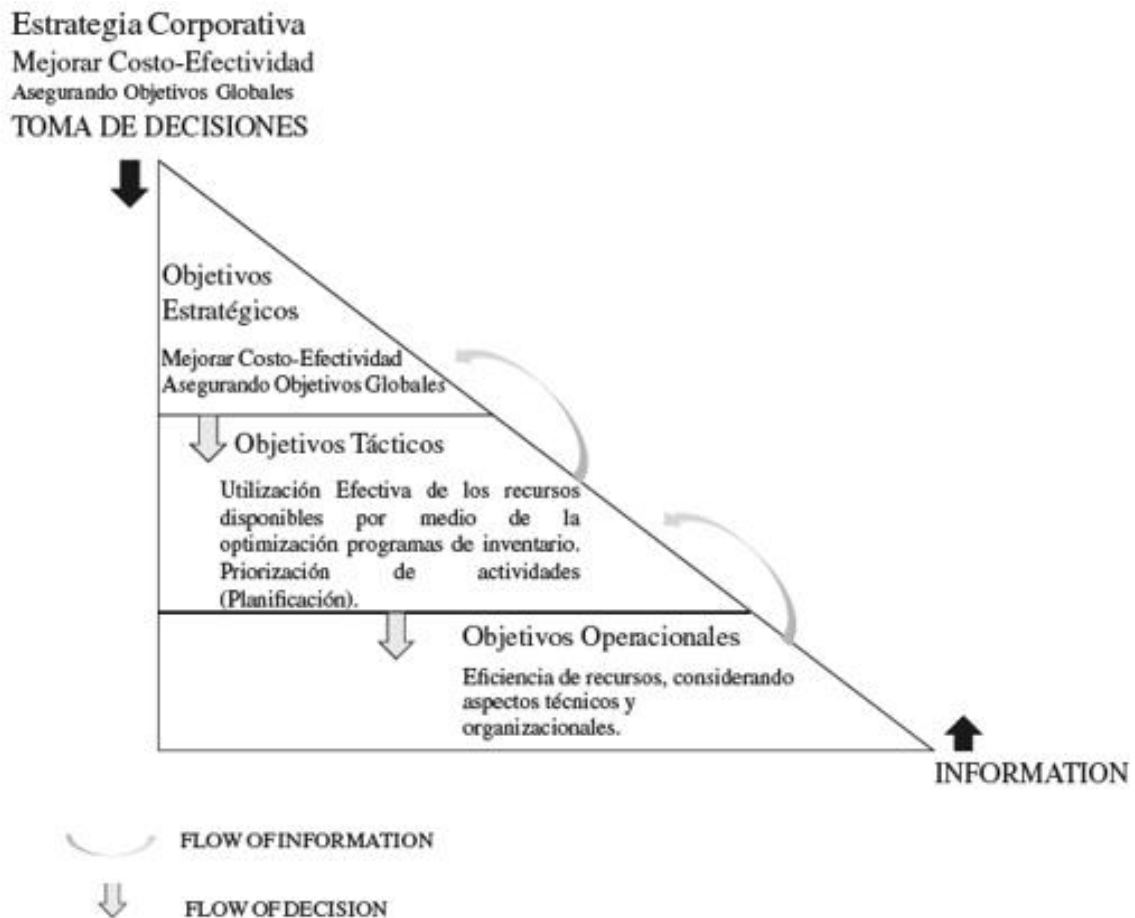 Estrategia Corporativa
Mejorar Costo-Efectividad
Asegurando Objetivos Globales
TOMA DE DECISIONES
Objetivos
Estratégicos
Mejorar Costo-Efectividad
Asegurando Objetivos Globales
Objetivos Tácticos
Utilización Efectiva de los recursos
disponibles por medio de la
optimización programas de inventario.
Priorización de actividades
(Planificación).
Objetivos Operacionales
Eficiencia de recursos, considerando
aspectos técnicos y
organizacionales.
INFORMATION
FLOW OF INFORMATION
FLOW OF DECISION